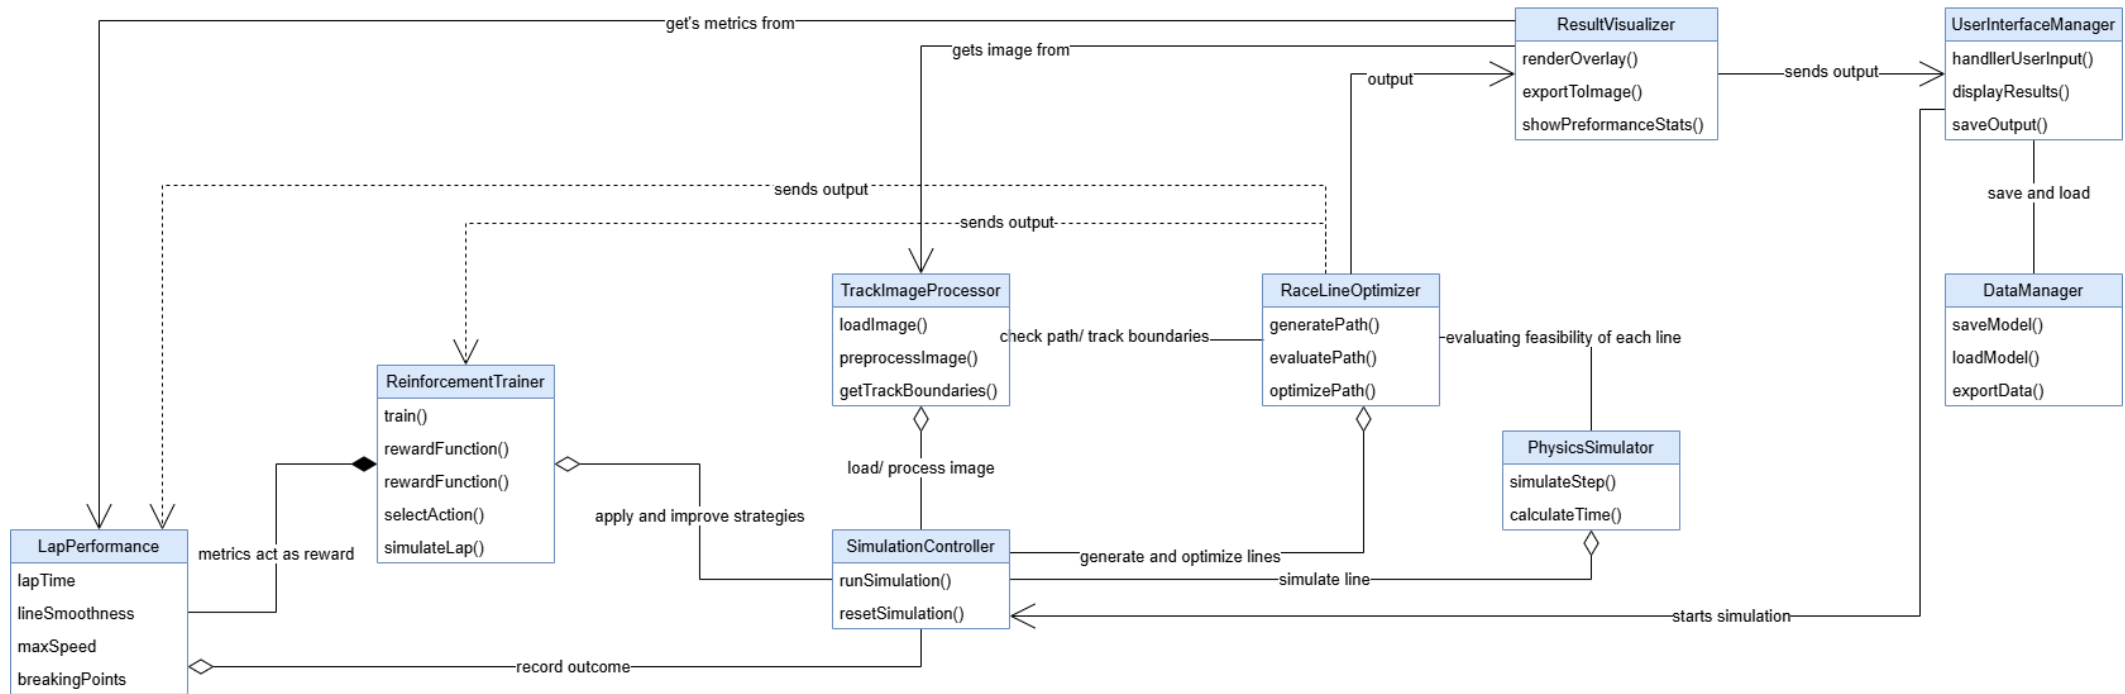 get's metrics from
gets image from
output
sends output
sends output
sends output
ResultVisualizer
renderOverlay()
exportToImage()
showPreformanceStats()
UserInterfaceManager
handllerUserInput()
displayResults()
saveOutput()
save and load
TrackImageProcessor
loadImage()
preprocessImage()
getTrackBoundaries()
check path/ track boundaries
RaceLineOptimizer
generatePath()
evaluatePath()
optimizePath()
evaluating feasibility of each line
DataManager
saveModel()
loadModel()
exportData()
ReinforcementTrainer
train()
rewardFunction()
rewardFunction()
selectAction()
simulateLap()
load/ process image
PhysicsSimulator
simulateStep()
calculateTime()
apply and improve strategies
LapPerformance
lapTime
lineSmoothness
maxSpeed
breakingPoints
metrics act as reward
SimulationController
runSimulation()
resetSimulation()
generate and optimize lines
simulate line
starts simulation
record outcome